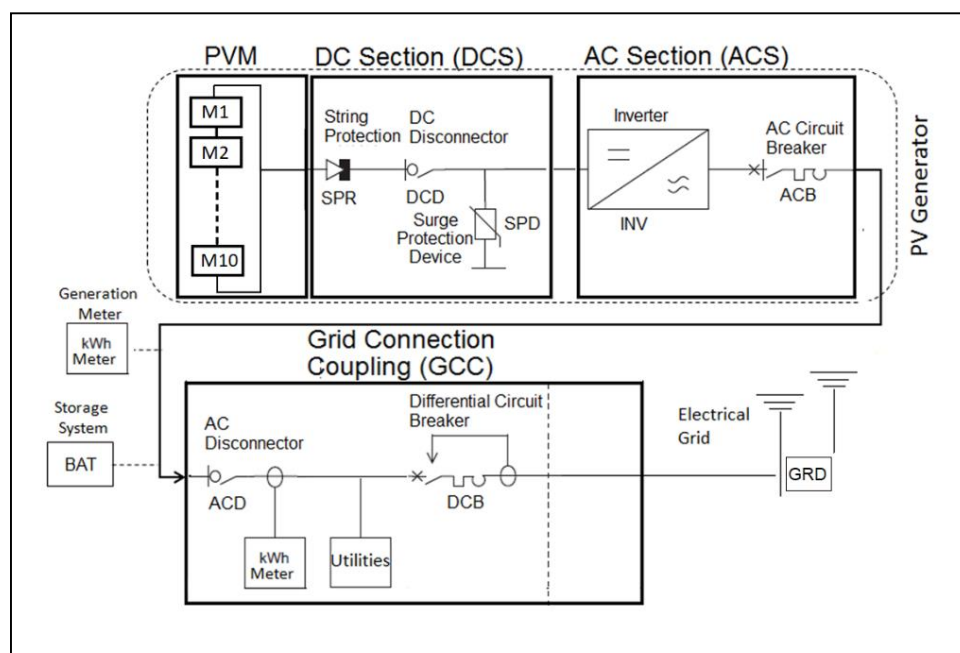 PVM
DC Section (DCS)
AC Section (ACS)
M1
M2
M10
String
Protection
SPR
DC
Disconnector
DCD
Surge
Protection
Device
SPD
Inverter
INV
AC Circuit
Breaker
ACB
PV Generator
Generation
Meter
kWh
Meter
Grid Connection
Coupling (GCC)
Storage
System
BAT
AC
Disconnector
ACD
kWh
Meter
Utilities
Differential Circuit
Breaker
DCB
Electrical
Grid
GRD